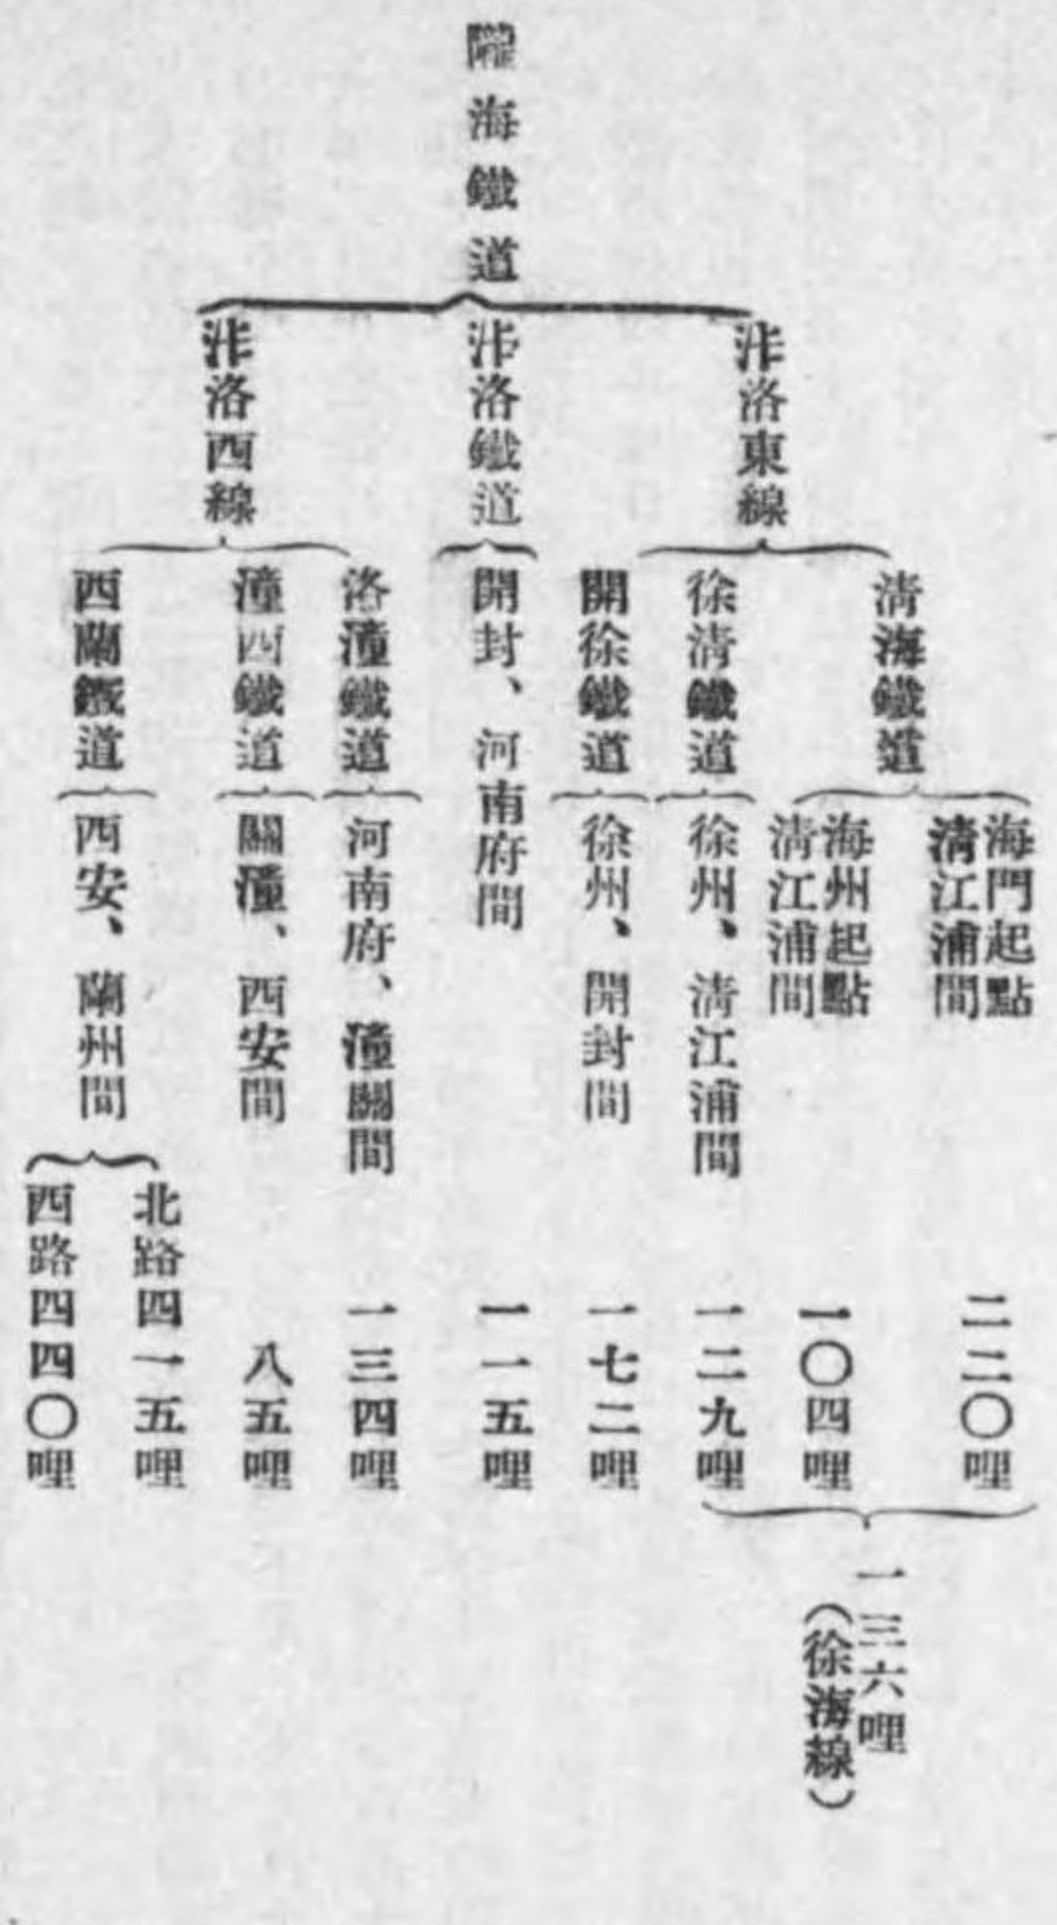 隴海鐵道
汴洛東線
淸海鐵道
海門起點
淸江浦間
二二〇哩
海州起點
淸江浦間
一〇四哩
徐淸鐵道
徐州、淸江浦間
一二九哩
一三六哩
(徐海線)
開徐鐵道
徐州、開封間
一七二哩
汴洛鐵道
開封、河南府間
一一五哩
汴洛西線
洛潼鐵道
河南府、潼關間
一三四哩
潼西鐵道
關潼、西安間
八五哩
西蘭鐵道
西安、蘭州間
北路四一五哩
西路四四〇哩